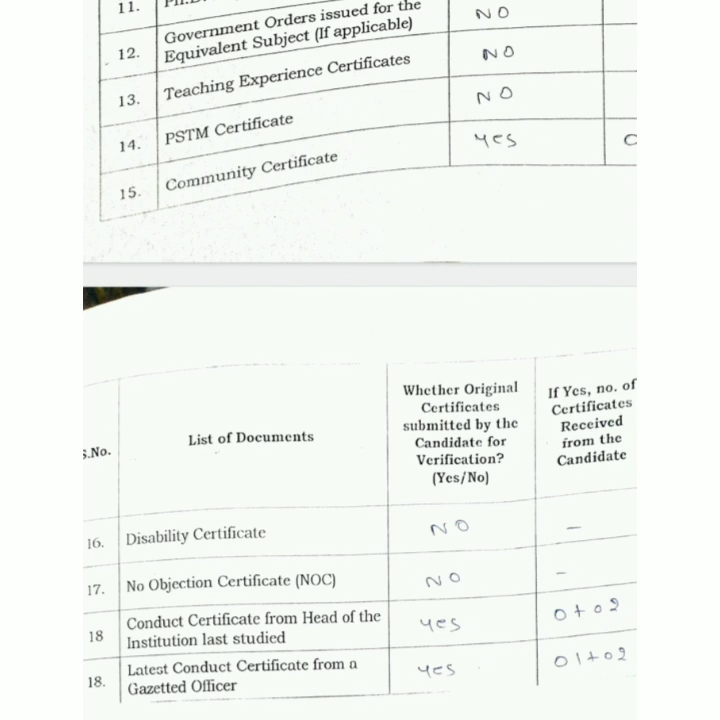 11.
12. Government Orders issued for the
Equivalent Subject (If applicable) NO
13. Teaching Experience Certificates NO
14. PSTM Certificate NO
15. Community Certificate YES
S.No. List of Documents Whether Original
Certificates
submitted by the
Candidate for
Verification?
(Yes/No) If Yes, no. of
Certificates
Received
from the
Candidate
16. Disability Certificate NO –
17. No Objection Certificate (NOC) NO –
18 Conduct Certificate from Head of the
Institution last studied YES 0+02
18. Latest Conduct Certificate from a
Gazetted Officer YES 01+02